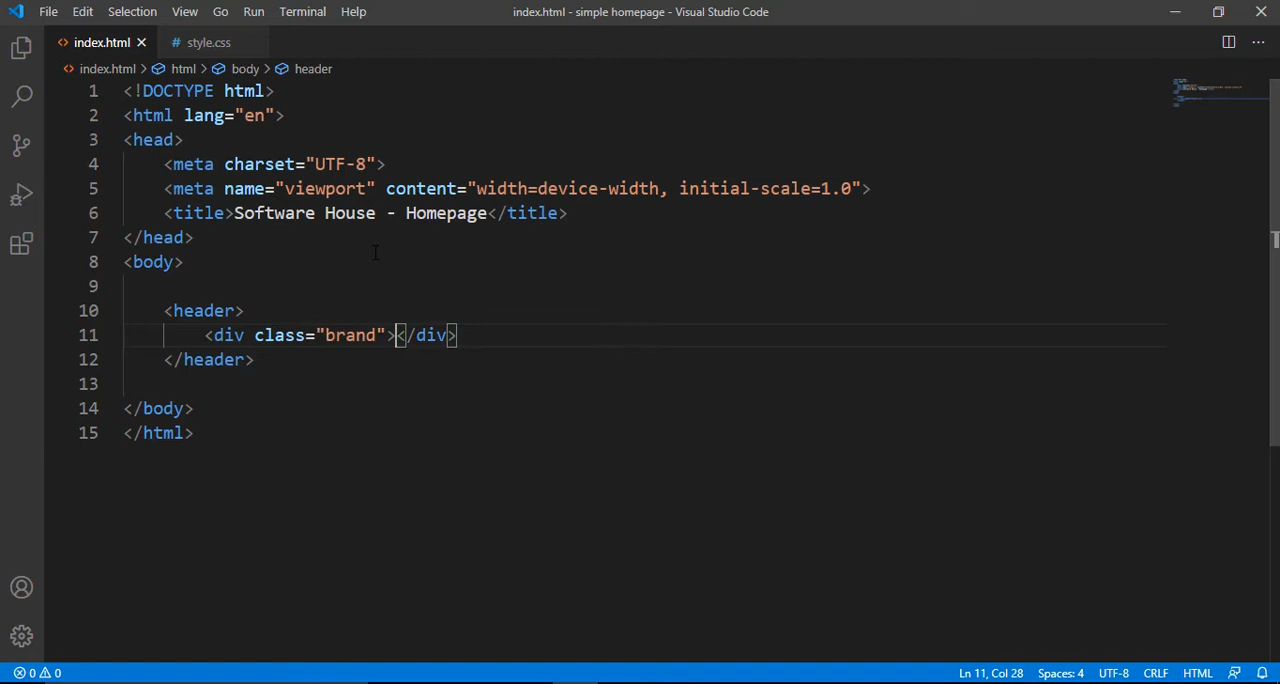 File Edit Selection View Go Run Terminal Help index.html - simple homepage - Visual Studio Code
index.html style.css
index.html > html > body > header
1 <!DOCTYPE html>
2 <html lang="en">
3 <head>
4 <meta charset="UTF-8">
5 <meta name="viewport" content="width=device-width, initial-scale=1.0">
6 <title>Software House - Homepage</title>
7 </head>
8 <body>
9
10 <header>
11 <div class="brand"></div>
12 </header>
13
14 </body>
15 </html>
0 0 Ln 11, Col 28 Spaces: 4 UTF-8 CRLF HTML